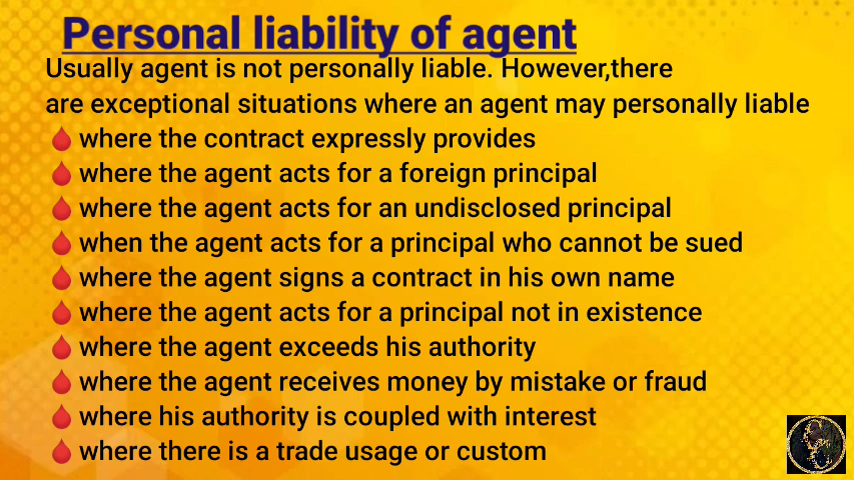 Personal liability of agent
Usually agent is not personally liable. However,there
are exceptional situations where an agent may personally liable
where the contract expressly provides
where the agent acts for a foreign principal
where the agent acts for an undisclosed principal
when the agent acts for a principal who cannot be sued
where the agent signs a contract in his own name
where the agent acts for a principal not in existence
where the agent exceeds his authority
where the agent receives money by mistake or fraud
where his authority is coupled with interest
where there is a trade usage or custom